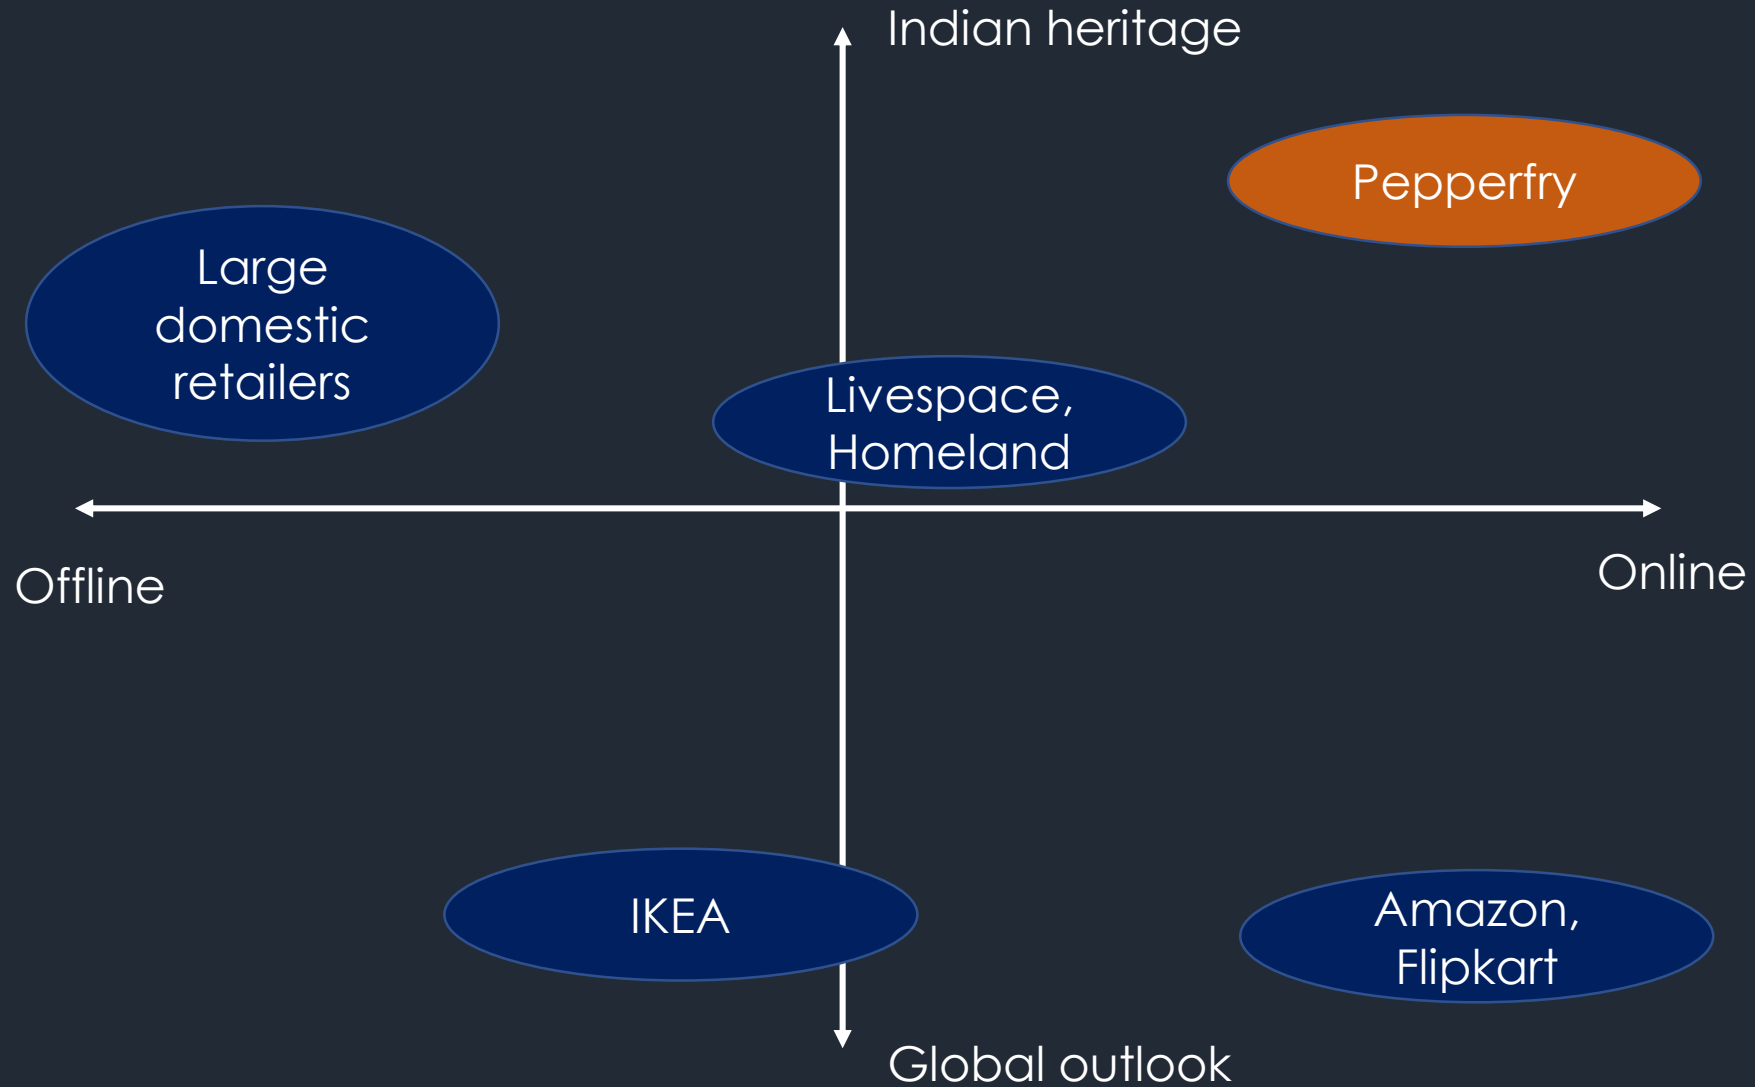 Indian heritage
Pepperfry
Large
domestic
retailers
Livespace,
Homeland
Offline
Online
IKEA
Amazon,
Flipkart
Global outlook